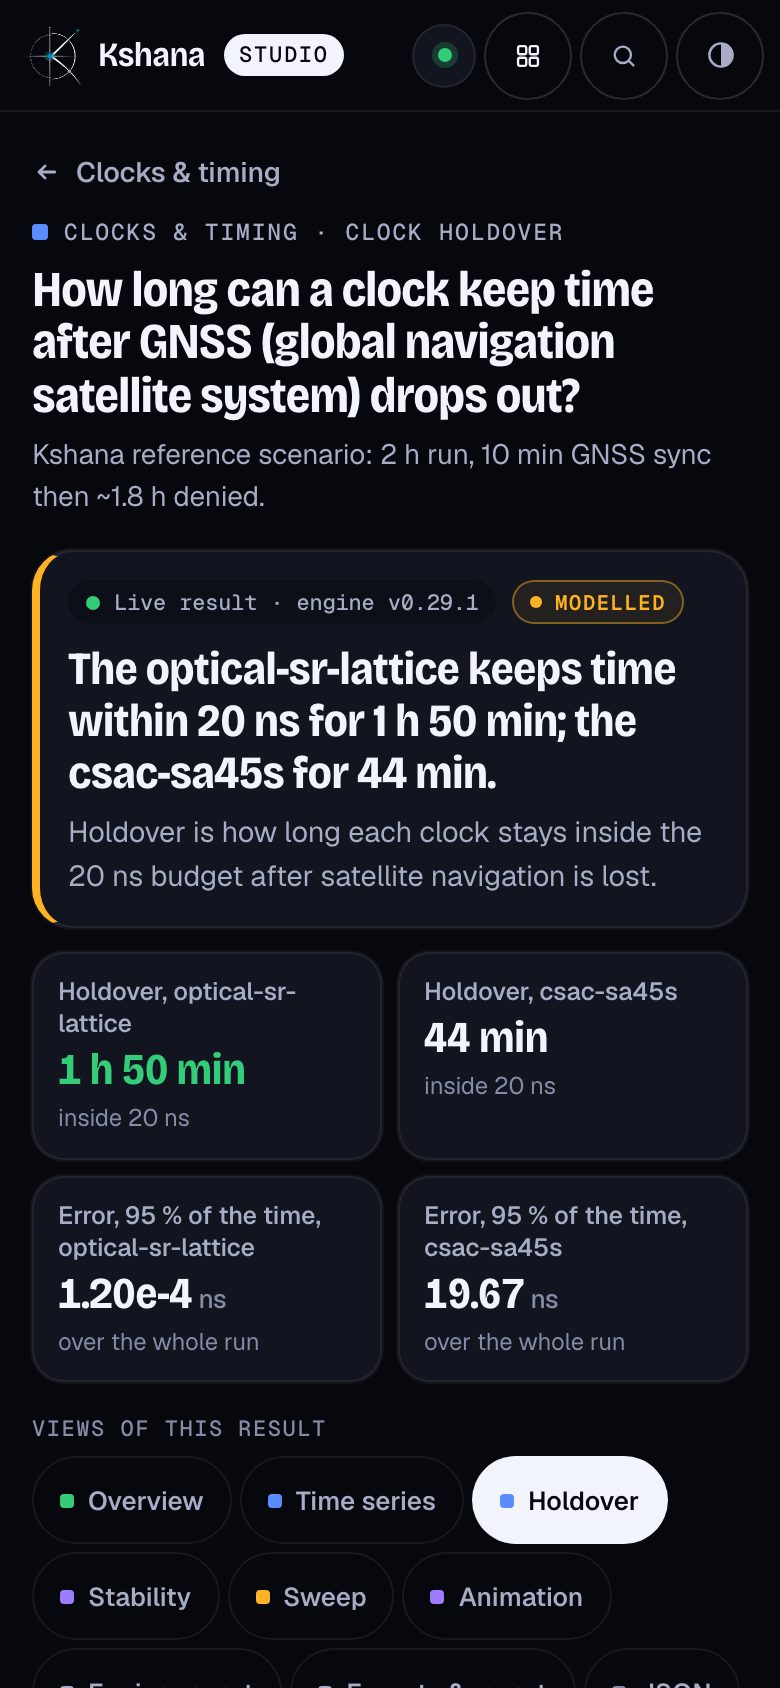 Kshana STUDIO
← Clocks & timing
CLOCKS & TIMING · CLOCK HOLDOVER
How long can a clock keep time
after GNSS (global navigation
satellite system) drops out?
Kshana reference scenario: 2 h run, 10 min GNSS sync
then ~1.8 h denied.
Live result · engine v0.29.1
MODELLED
The optical-sr-lattice keeps time
within 20 ns for 1 h 50 min; the
csac-sa45s for 44 min.
Holdover is how long each clock stays inside the
20 ns budget after satellite navigation is lost.
Holdover, optical-sr-
lattice
1 h 50 min
inside 20 ns
Holdover, csac-sa45s
44 min
inside 20 ns
Error, 95 % of the time,
optical-sr-lattice
1.20e-4 ns
over the whole run
Error, 95 % of the time,
csac-sa45s
19.67 ns
over the whole run
VIEWS OF THIS RESULT
Overview
Time series
Holdover
Stability
Sweep
Animation
JSON